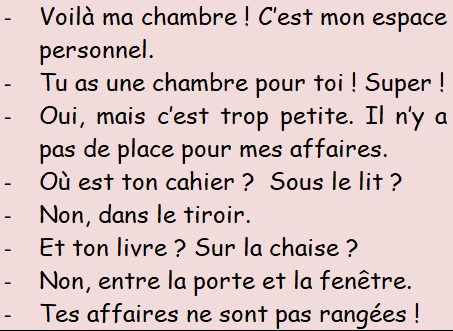 - Voilà ma chambre ! C'est mon espace
personnel.
- Tu as une chambre pour toi ! Super !
- Oui, mais c'est trop petite. Il n'y a
pas de place pour mes affaires.
- Où est ton cahier ?  Sous le lit ?
- Non, dans le tiroir.
- Et ton livre ? Sur la chaise ?
- Non, entre la porte et la fenêtre.
- Tes affaires ne sont pas rangées !